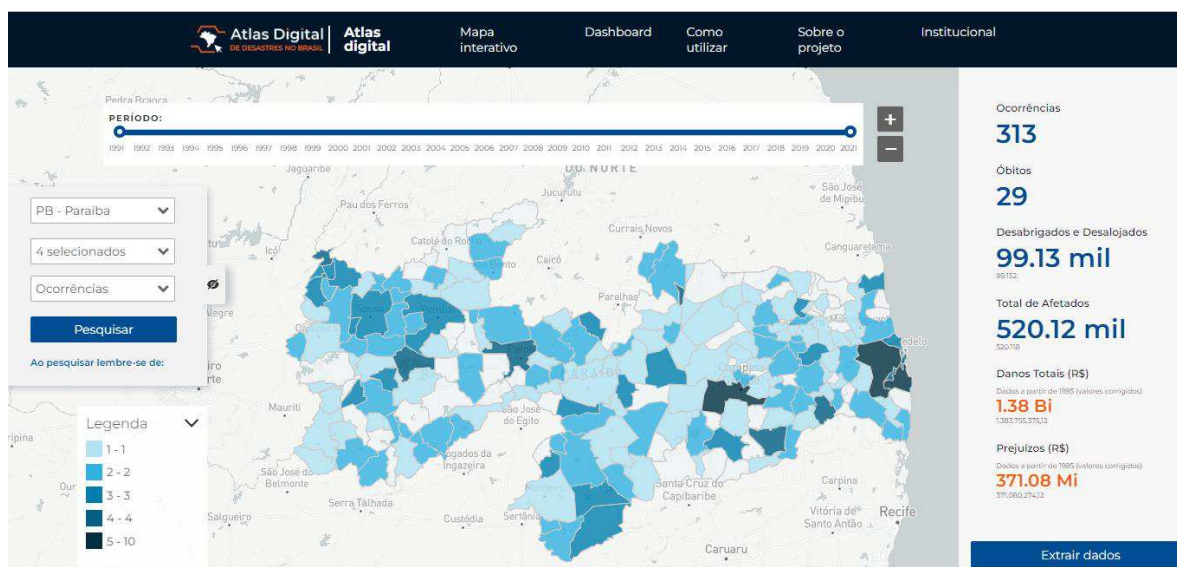 Atlas Digital
DE DESASTRES NO BRASIL
Atlas
digital
Mapa
interativo
Dashboard
Como
utilizar
Sobre o
projeto
Institucional
Pedra Branca
PERÍODO:
1991 1992 1993 1994 1995 1996 1997 1998 1999 2000 2001 2002 2003 2004 2005 2006 2007 2008 2009 2010 2011 2012 2013 2014 2015 2016 2017 2018 2019 2020 2021
+
−
Jaguaribe
DO NORTE
Jucurutu
São José
de Mipibu
Pau dos Ferros
Currais Novos
Canguaretama
Catolé do Rocha
Icó
Caicó
Parelhas
PB - Paraíba
4 selecionados
Ocorrências
Pesquisar
Ao pesquisar lembre-se de:
Sousa
Mauriti
São José
do Egito
São José do
Belmonte
Serra Talhada
Salgueiro
Custódia
Sertânia
Santa Cruz do
Capibaribe
Carpina
Vitória de
Santo Antão
Recife
Caruaru
Legenda
1 - 1
2 - 2
3 - 3
4 - 4
5 - 10
Ocorrências
313
Óbitos
29
Desabrigados e Desalojados
99.13 mil
99.132
Total de Afetados
520.12 mil
520.118
Danos Totais (R$)
Dados a partir de 1995 (valores corrigidos)
1.38 Bi
1.383.755.375,12
Prejuízos (R$)
Dados a partir de 1995 (valores corrigidos)
371.08 Mi
371.080.274,12
Extrair dados